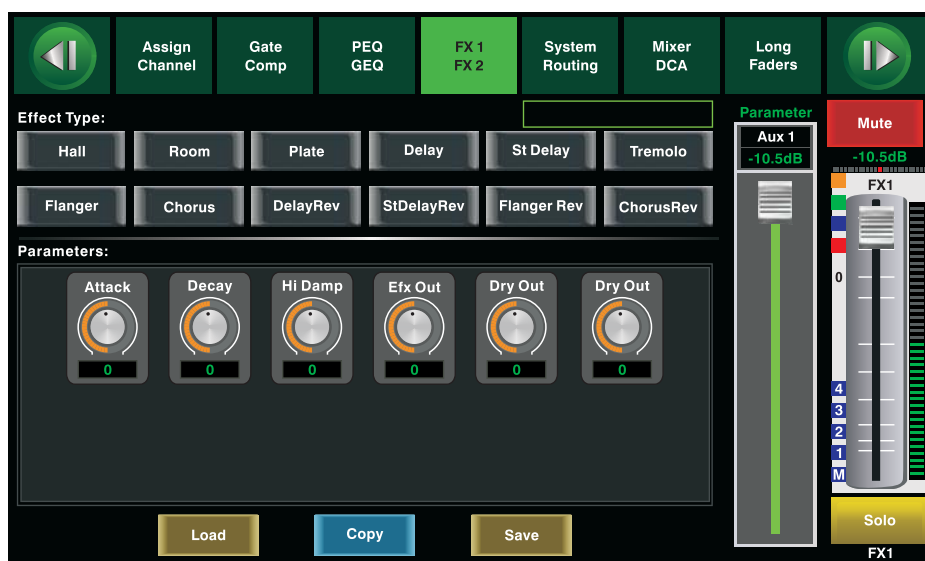 Assign Channel
Gate Comp
PEQ GEQ
FX 1 FX 2
System Routing
Mixer DCA
Long Faders
Effect Type:
Hall
Room
Plate
Delay
St Delay
Tremolo
Flanger
Chorus
DelayRev
StDelayRev
Flanger Rev
ChorusRev
Parameters:
Attack
Decay
Hi Damp
Efx Out
Dry Out
Dry Out
0
0
0
0
0
0
Load
Copy
Save
Parameter
Aux 1
-10.5dB
Mute
-10.5dB
FX1
0
4
3
2
1
M
Solo
FX1